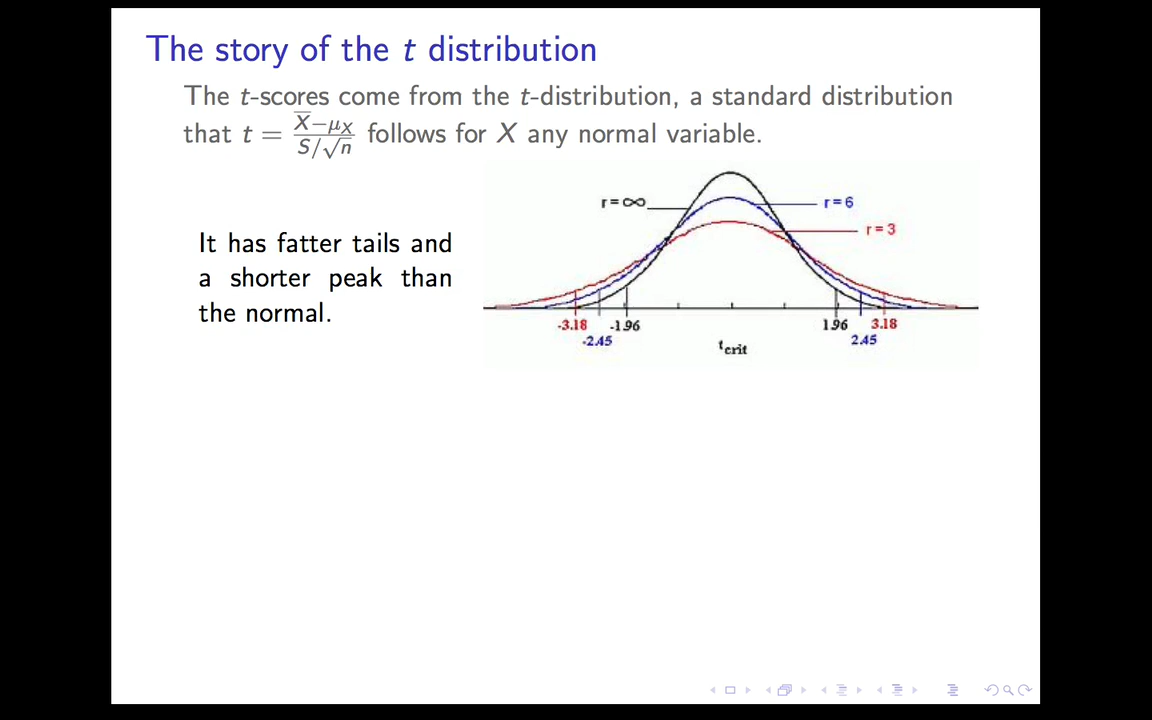 The story of the t distribution
The t-scores come from the t-distribution, a standard distribution
that t = X̅−μX / S/√n follows for X any normal variable.
It has fatter tails and
a shorter peak than
the normal.
r = ∞
r = 6
r = 3
-3.18
-1.96
1.96
3.18
-2.45
2.45
tcrit